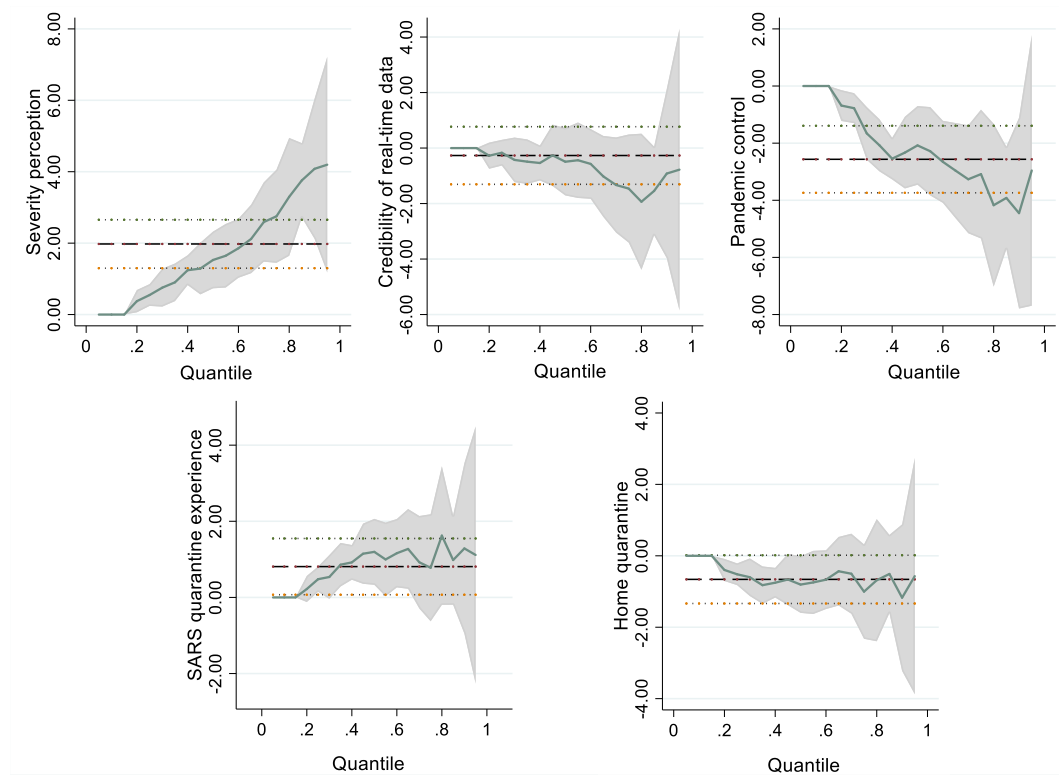 Severity perception
8.00
6.00
4.00
2.00
0.00
0 .2 .4 .6 .8 1
Quantile
Credibility of real-time data
4.00
2.00
0.00
-2.00
-4.00
-6.00
0 .2 .4 .6 .8 1
Quantile
Pandemic control
2.00
0.00
-2.00
-4.00
-6.00
-8.00
0 .2 .4 .6 .8 1
Quantile
SARS quarantine experience
4.00
2.00
0.00
-2.00
0 .2 .4 .6 .8 1
Quantile
Home quarantine
4.00
2.00
0.00
-2.00
-4.00
0 .2 .4 .6 .8 1
Quantile